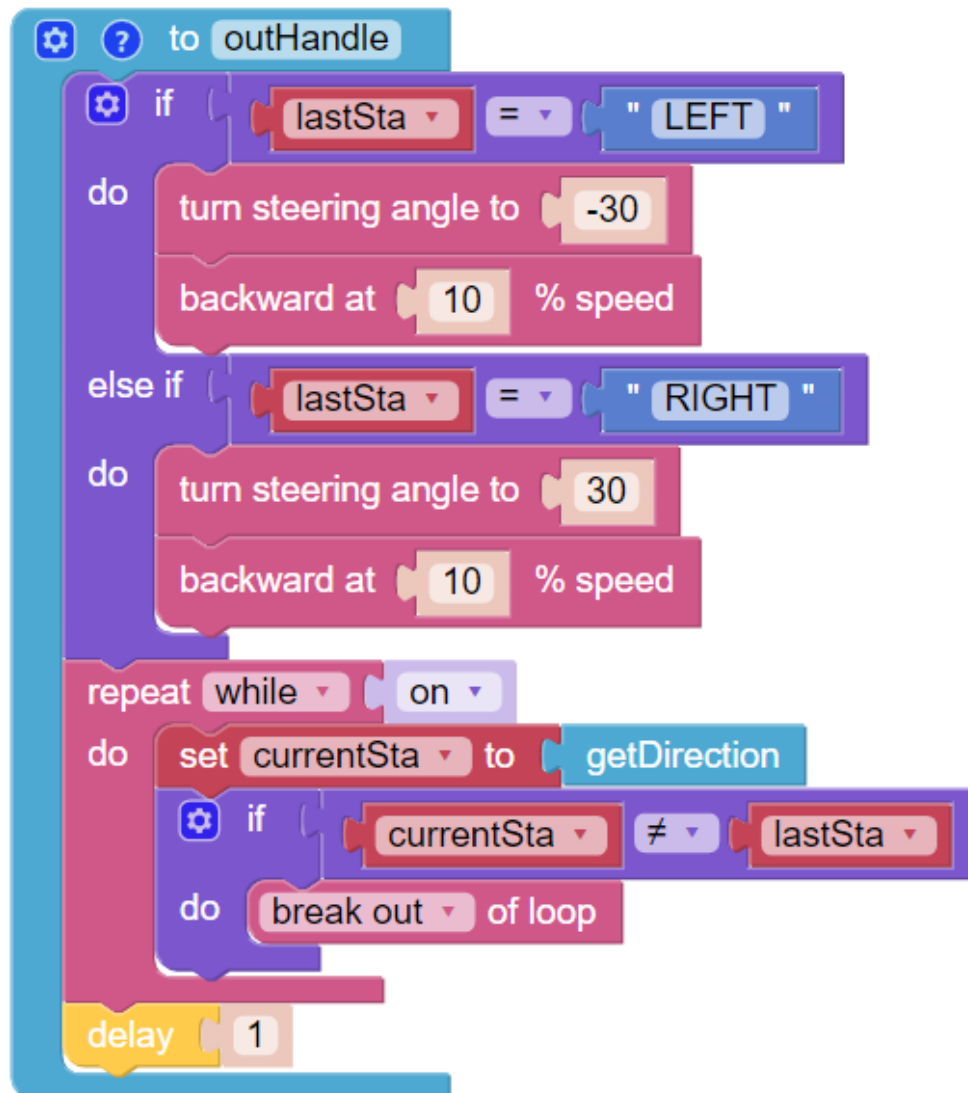 to outHandle
if lastSta = " LEFT "
do turn steering angle to -30
backward at 10 % speed
else if lastSta = " RIGHT "
do turn steering angle to 30
backward at 10 % speed
repeat while on
do set currentSta to getDirection
if currentSta ≠ lastSta
do break out of loop
delay 1